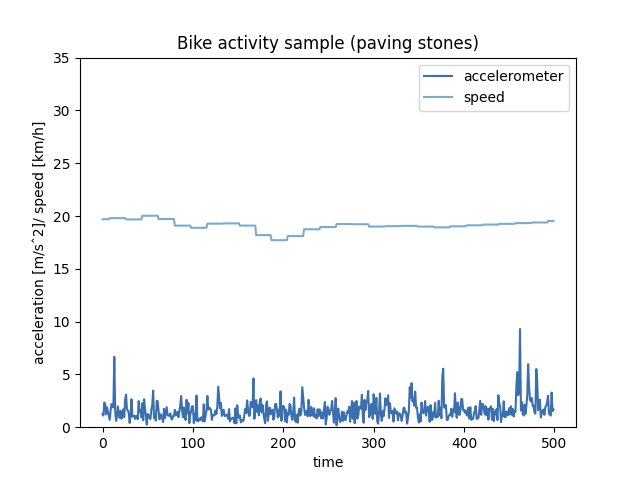 Bike activity sample (paving stones)
accelerometer
speed
acceleration [m/s^2]/ speed [km/h]
35
30
25
20
15
10
5
0
0 100 200 300 400 500
time